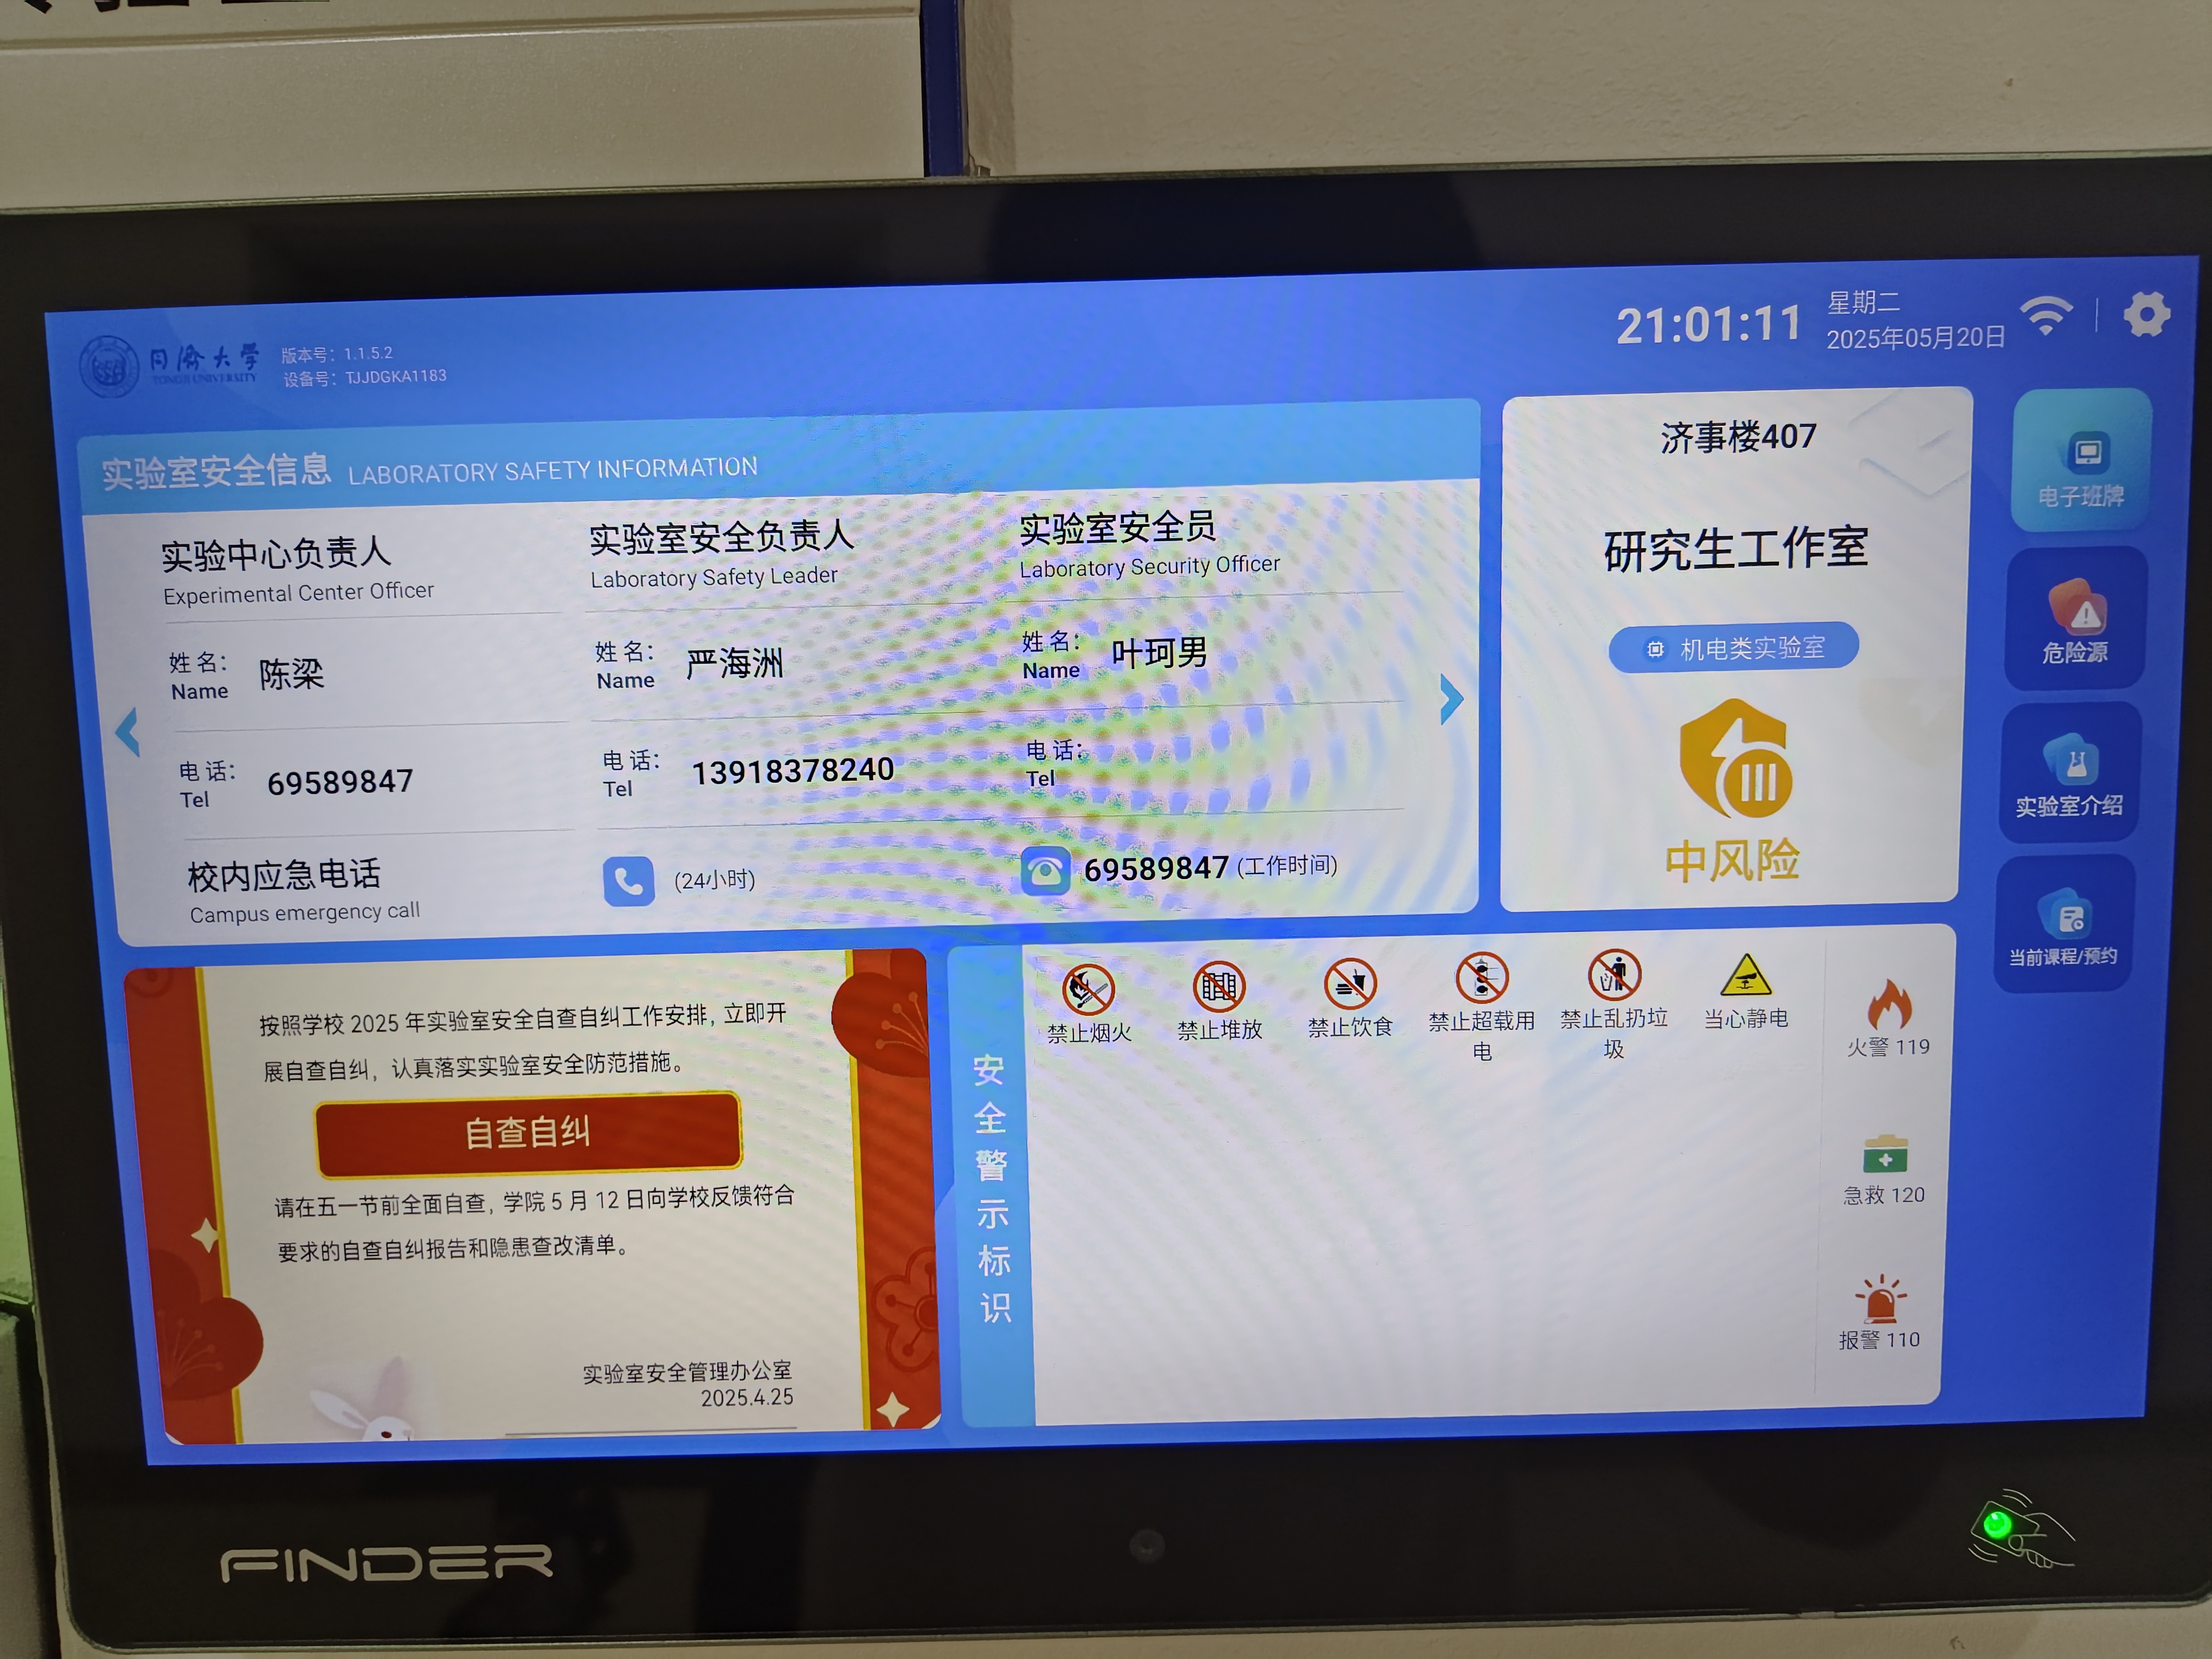 同濟大学
TONGJI UNIVERSITY
版本号：1.1.5.2
设备号：TJJDGKA1183
21:01:11
星期二
2025年05月20日
实验室安全信息 LABORATORY SAFETY INFORMATION
实验中心负责人
Experimental Center Officer
姓 名：
Name
陈梁
电 话：
Tel
69589847
实验室安全负责人
Laboratory Safety Leader
姓 名：
Name
严海洲
电 话：
Tel
13918378240
实验室安全员
Laboratory Security Officer
姓 名：
Name
叶珂男
电 话：
Tel
校内应急电话
Campus emergency call
(24小时)
69589847 (工作时间)
济事楼407
研究生工作室
机电类实验室
中风险
电子班牌
危险源
实验室介绍
当前课程/预约
按照学校 2025 年实验室安全自查自纠工作安排，立即开
展自查自纠，认真落实实验室安全防范措施。
自查自纠
请在五一节前全面自查，学院 5 月 12 日向学校反馈符合
要求的自查自纠报告和隐患查改清单。
实验室安全管理办公室
2025.4.25
安全警示标识
禁止烟火
禁止堆放
禁止饮食
禁止超载用
电
禁止乱扔垃
圾
当心静电
火警 119
急救 120
报警 110
FINDER